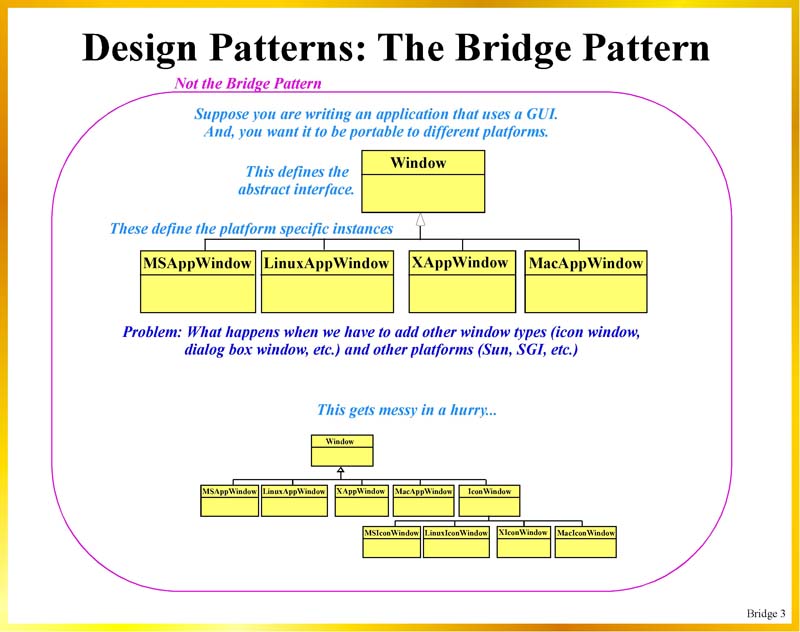 Design Patterns: The Bridge Pattern
Not the Bridge Pattern
Suppose you are writing an application that uses a GUI.
And, you want it to be portable to different platforms.
This defines the
abstract interface.
Window
These define the platform specific instances
MSAppWindow LinuxAppWindow XAppWindow MacAppWindow
Problem: What happens when we have to add other window types (icon window,
dialog box window, etc.) and other platforms (Sun, SGI, etc.)
This gets messy in a hurry...
Window
MSAppWindow LinuxAppWindow XAppWindow MacAppWindow IconWindow
MSIconWindow LinuxIconWindow XIconWindow MacIconWindow
Bridge 3